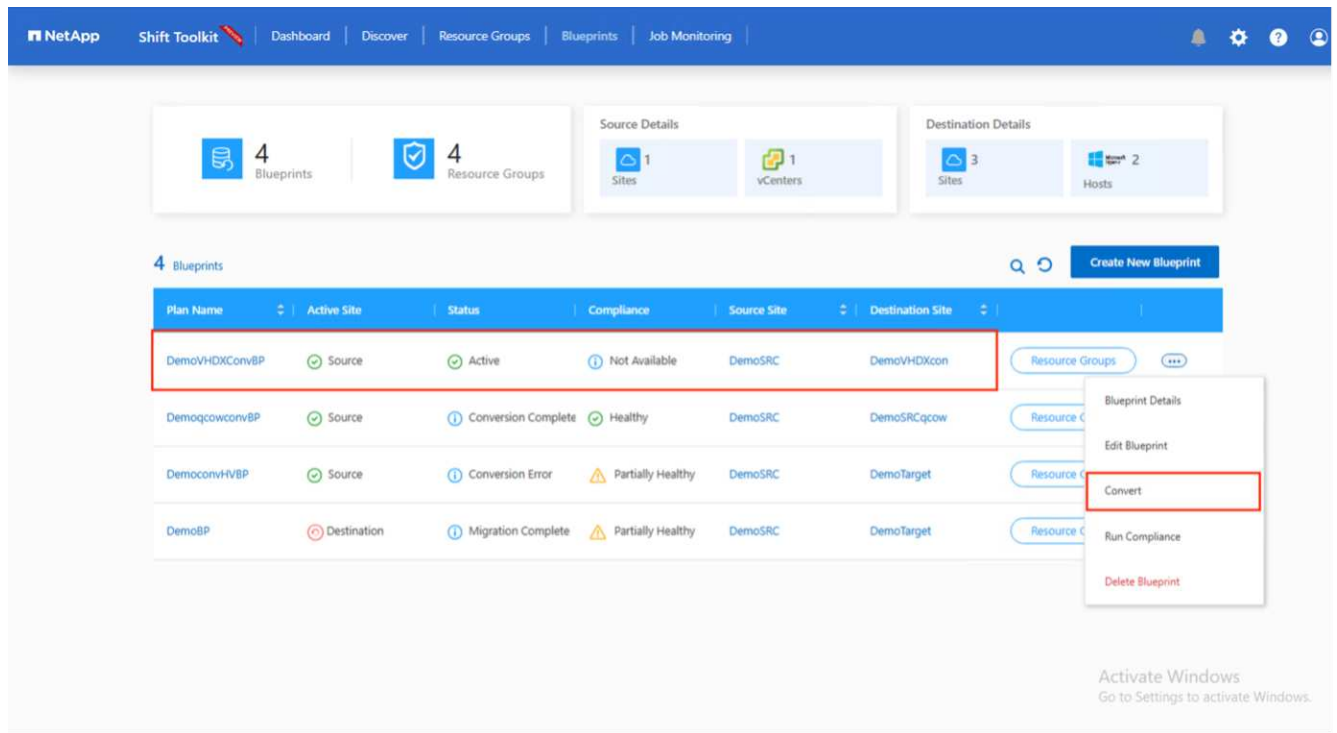 NetApp Shift Toolkit Dashboard Discover Resource Groups Blueprints Job Monitoring
4
Blueprints
4
Resource Groups
Source Details
1
Sites
1
vCenters
Destination Details
3
Sites
Microsoft 2
Hosts
4 Blueprints
Create New Blueprint
Plan Name Active Site Status Compliance Source Site Destination Site
DemoVHDXConvBP Source Active Not Available DemoSRC DemoVHDXcon Resource Groups
DemoqcowconvBP Source Conversion Complete Healthy DemoSRC DemoSRCqcow Resource G
DemoconvHVBP Source Conversion Error Partially Healthy DemoSRC DemoTarget Resource G
DemoBP Destination Migration Complete Partially Healthy DemoSRC DemoTarget Resource G
Blueprint Details
Edit Blueprint
Convert
Run Compliance
Delete Blueprint
Activate Windows
Go to Settings to activate Windows.